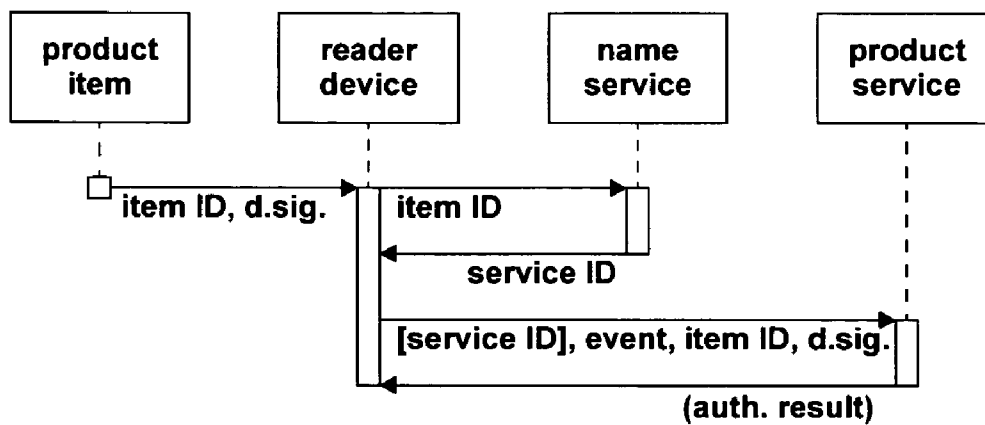 product
item
reader
device
name
service
product
service
item ID, d.sig.
item ID
service ID
[service ID], event, item ID, d.sig.
(auth. result)